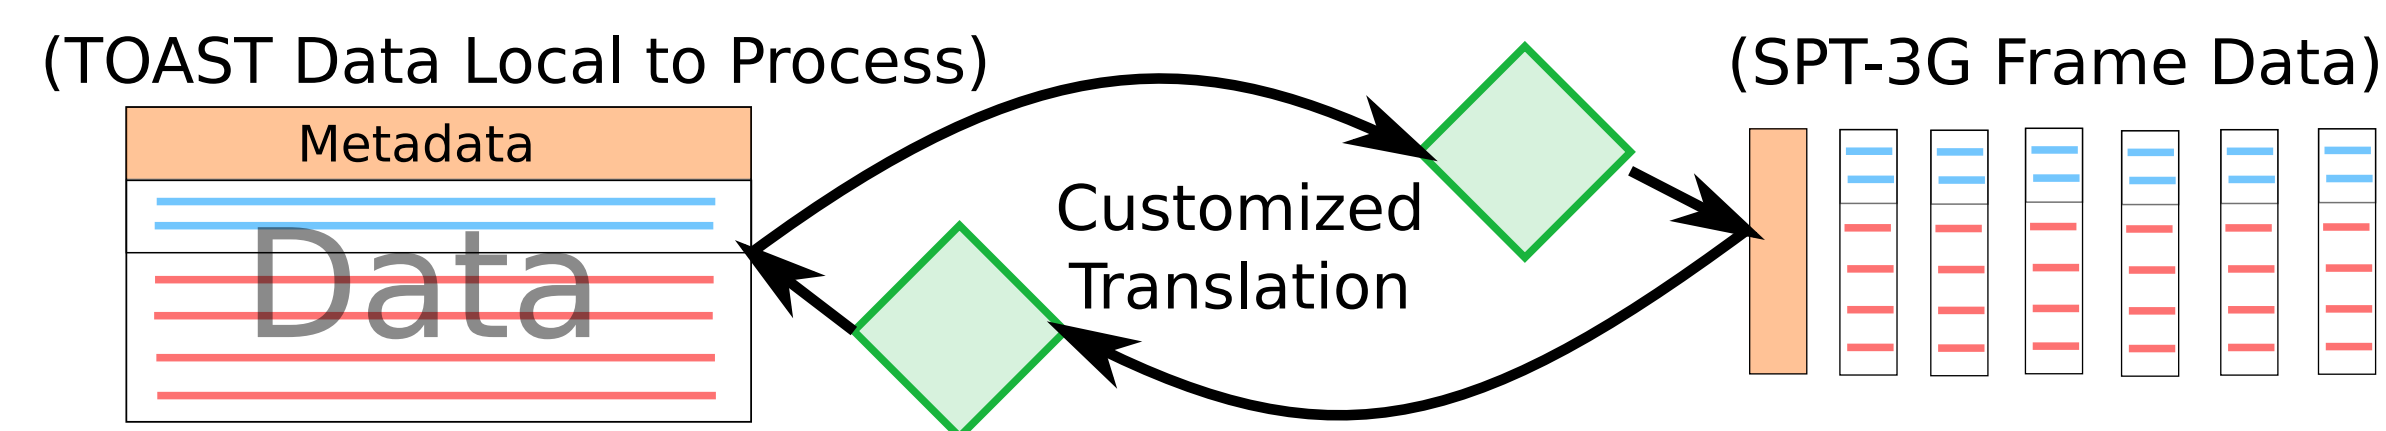 (TOAST Data Local to Process)
(SPT-3G Frame Data)
Metadata
Data
Customized
Translation